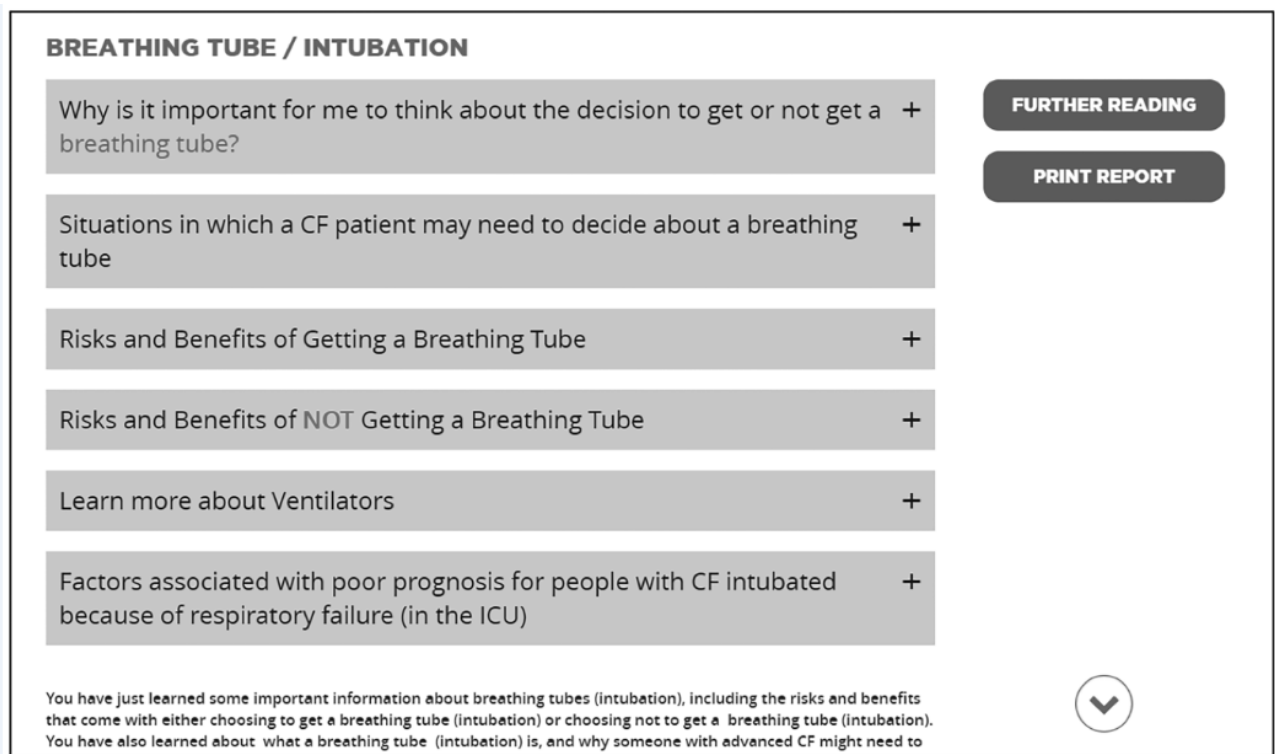 BREATHING TUBE / INTUBATION
Why is it important for me to think about the decision to get or not get a +
breathing tube?
FURTHER READING
PRINT REPORT
Situations in which a CF patient may need to decide about a breathing +
tube
Risks and Benefits of Getting a Breathing Tube +
Risks and Benefits of NOT Getting a Breathing Tube +
Learn more about Ventilators +
Factors associated with poor prognosis for people with CF intubated +
because of respiratory failure (in the ICU)
You have just learned some important information about breathing tubes (intubation), including the risks and benefits
that come with either choosing to get a breathing tube (intubation) or choosing not to get a breathing tube (intubation).
You have also learned about what a breathing tube (intubation) is, and why someone with advanced CF might need to